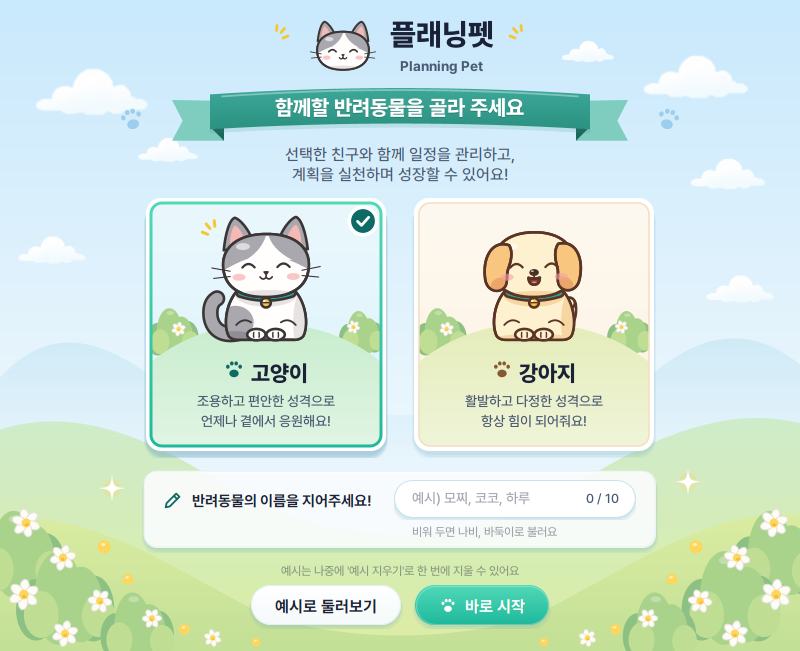 플래닝펫
Planning Pet
함께할 반려동물을 골라 주세요
선택한 친구와 함께 일정을 관리하고,
계획을 실천하며 성장할 수 있어요!
고양이
조용하고 편안한 성격으로
언제나 곁에서 응원해요!
강아지
활발하고 다정한 성격으로
항상 힘이 되어줘요!
반려동물의 이름을 지어주세요!
예시) 모찌, 코코, 하루
0 / 10
비워 두면 나비, 바둑이로 불러요
예시는 나중에 '예시 지우기'로 한 번에 지울 수 있어요
예시로 둘러보기
바로 시작